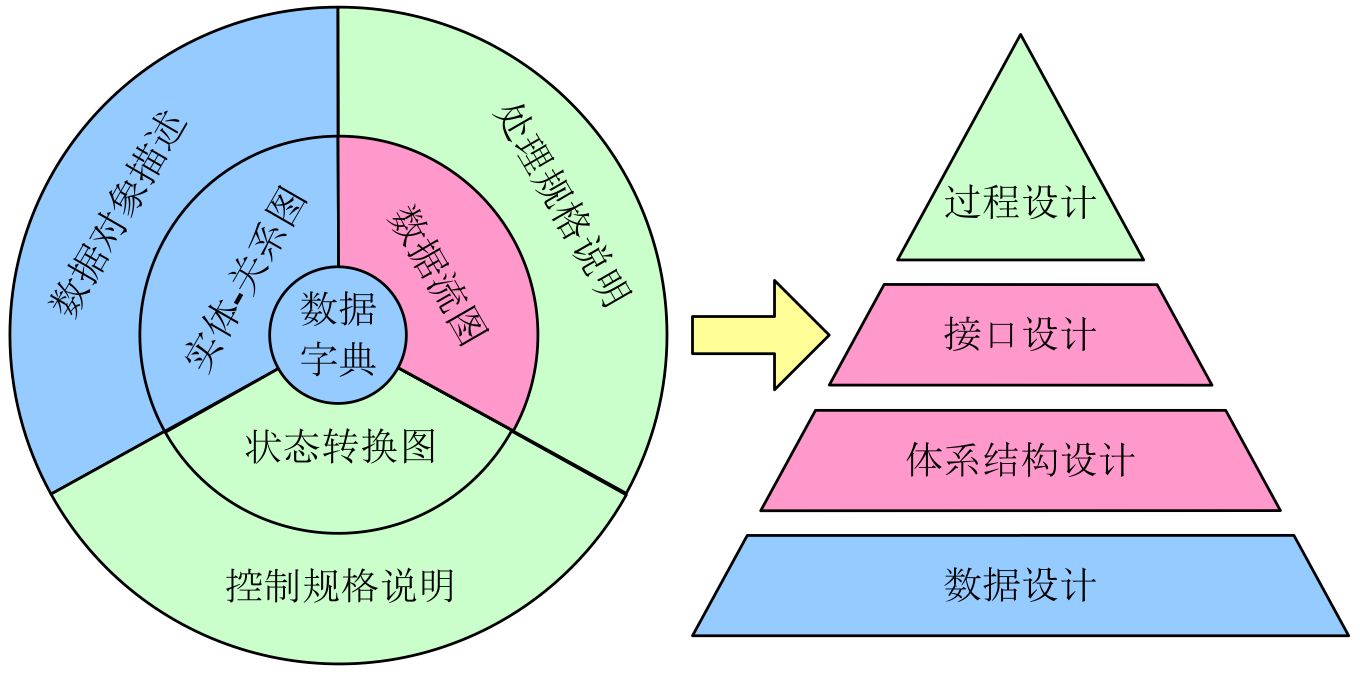 数据对象描述
处理规格说明
实体-关系图
数据流图
数据
字典
状态转换图
控制规格说明
过程设计
接口设计
体系结构设计
数据设计